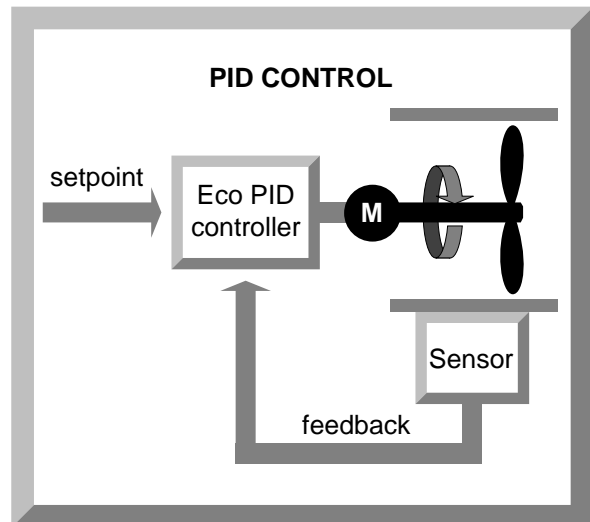 PID CONTROL
setpoint
Eco PID
controller
M
Sensor
feedback